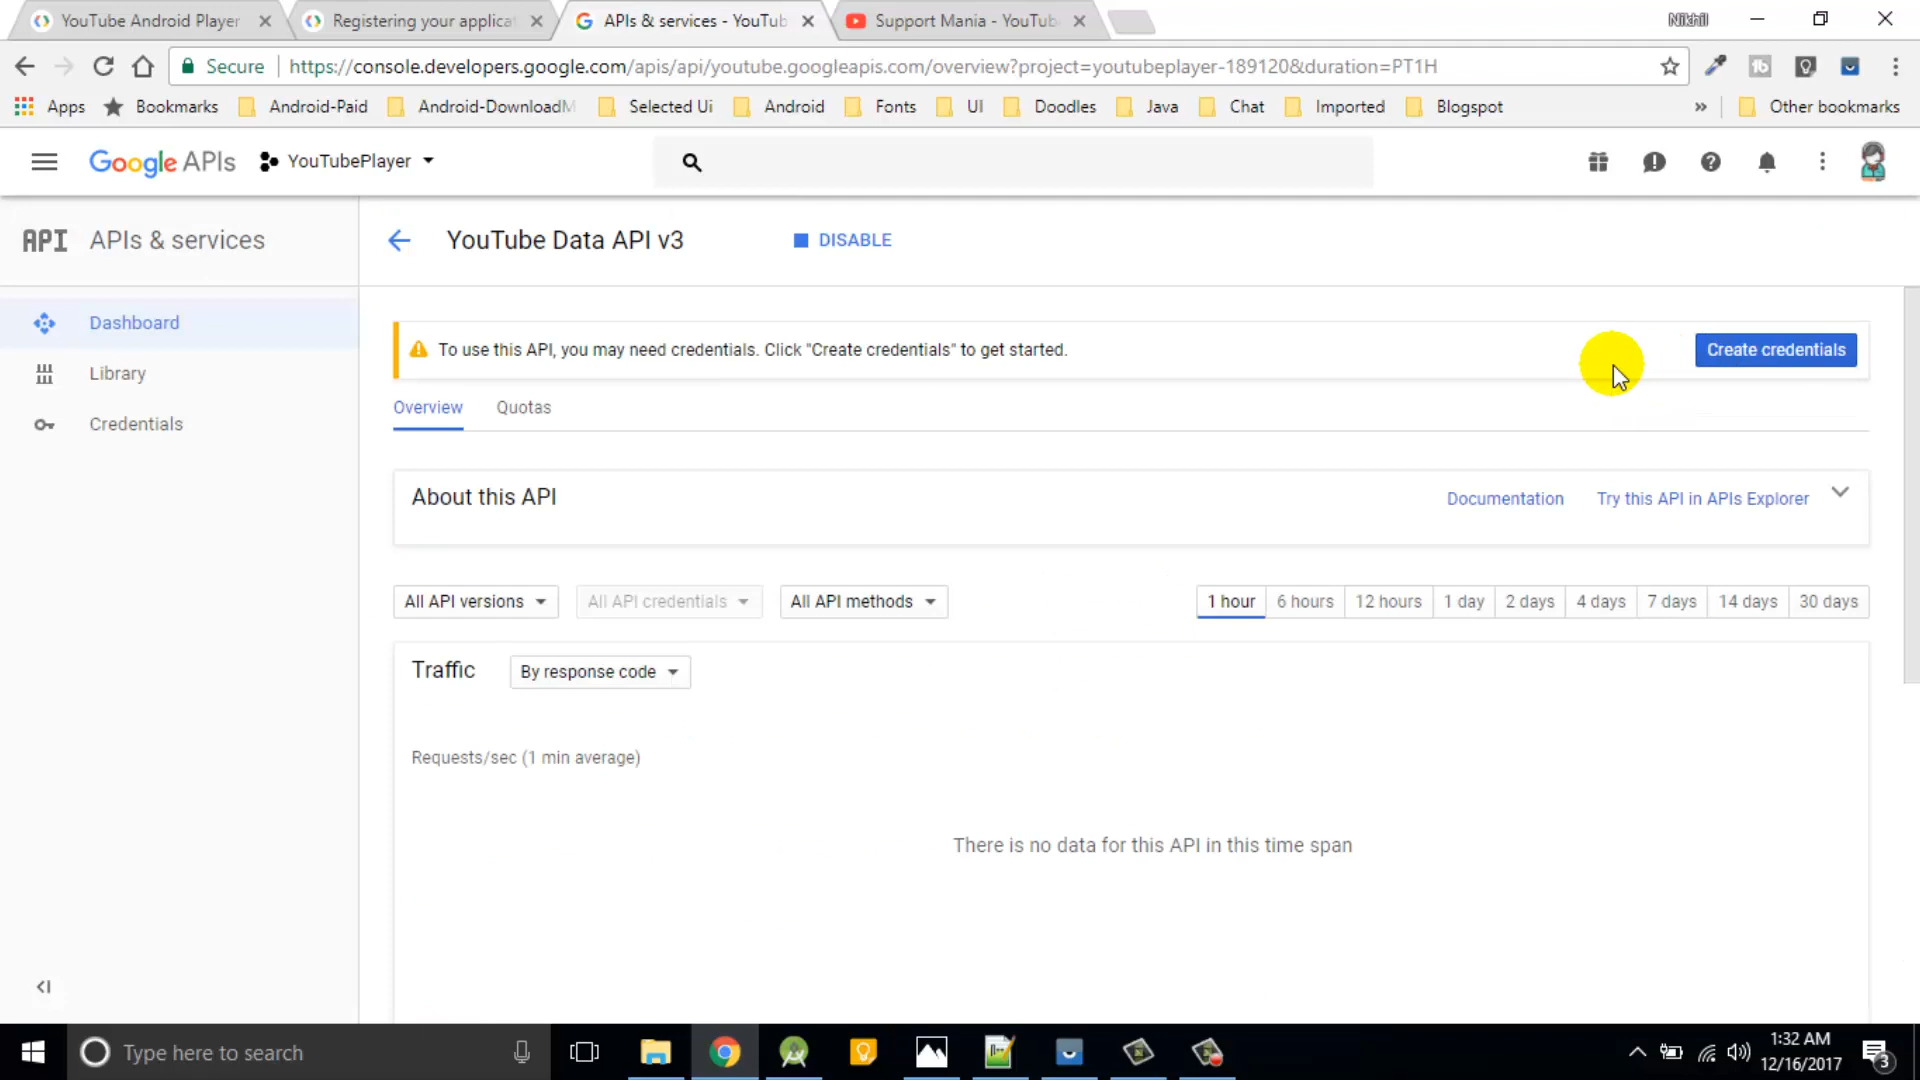 YouTube Android Player
Registering your applicat
APIs & services - YouTub
Support Mania - YouTub
Nikhil
Secure https://console.developers.google.com/apis/api/youtube.googleapis.com/overview?project=youtubeplayer-189120&duration=PT1H
Apps Bookmarks Android-Paid Android-DownloadM Selected Ui Android Fonts UI Doodles Java Chat Imported Blogspot » Other bookmarks
Google APIs YouTubePlayer
API APIs & services
YouTube Data API v3 DISABLE
Dashboard
Library
Credentials
To use this API, you may need credentials. Click "Create credentials" to get started.
Create credentials
Overview Quotas
About this API
Documentation Try this API in APIs Explorer
All API versions All API credentials All API methods
1 hour 6 hours 12 hours 1 day 2 days 4 days 7 days 14 days 30 days
Traffic By response code
Requests/sec (1 min average)
There is no data for this API in this time span
Type here to search
1:32 AM
12/16/2017
3